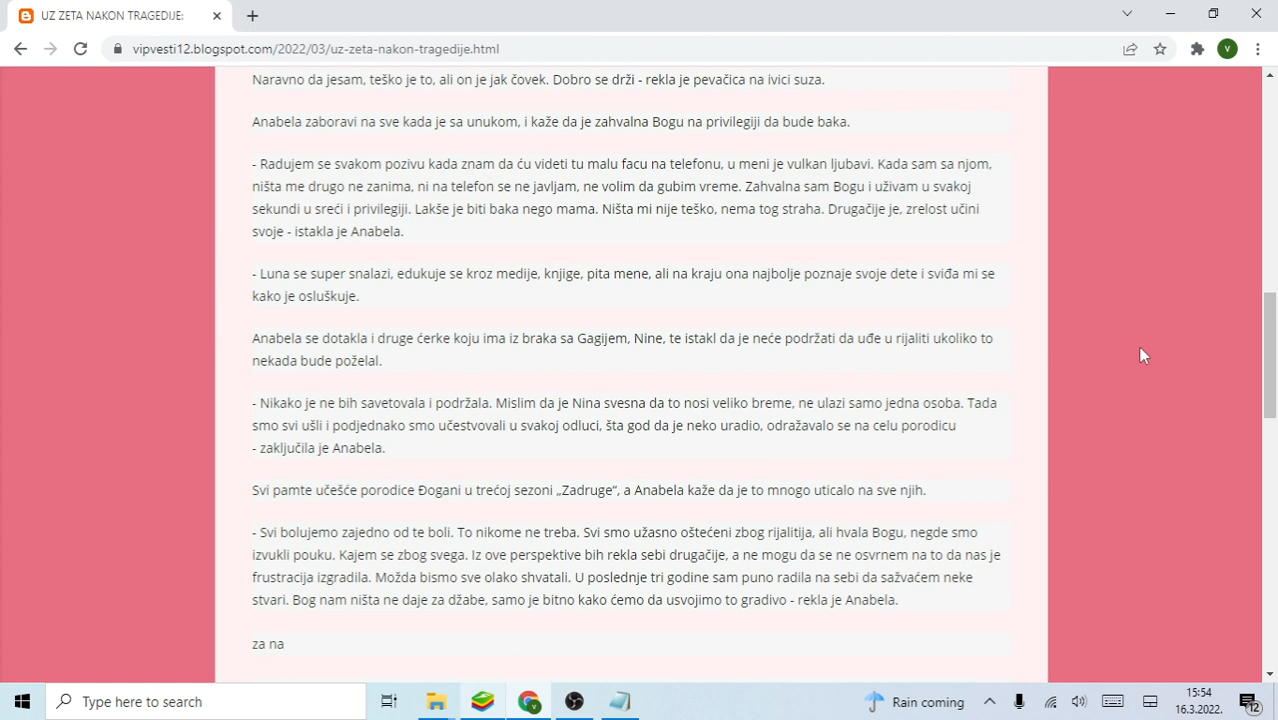 UZ ZETA NAKON TRAGEDIJE:
vipvesti12.blogspot.com/2022/03/uz-zeta-nakon-tragedije.html
V
Naravno da jesam, teško je to, ali on je jak čovek. Dobro se drži - rekla je pevačica na ivici suza.
Anabela zaboravi na sve kada je sa unukom, i kaže da je zahvalna Bogu na privilegiji da bude baka.
- Radujem se svakom pozivu kada znam da ću videti tu malu facu na telefonu, u meni je vulkan ljubavi. Kada sam sa njom,
ništa me drugo ne zanima, ni na telefon se ne javljam, ne volim da gubim vreme. Zahvalna sam Bogu i uživam u svakoj
sekundi u sreći i privilegiji. Lakše je biti baka nego mama. Ništa mi nije teško, nema tog straha. Drugačije je, zrelost učini
svoje - istakla je Anabela.
- Luna se super snalazi, edukuje se kroz medije, knjige, pita mene, ali na kraju ona najbolje poznaje svoje dete i sviđa mi se
kako je osluškuje.
Anabela se dotakla i druge ćerke koju ima iz braka sa Gagijem, Nine, te istakl da je neće podržati da uđe u rijaliti ukoliko to
nekada bude poželal.
- Nikako je ne bih savetovala i podržala. Mislim da je Nina svesna da to nosi veliko breme, ne ulazi samo jedna osoba. Tada
smo svi ušli i podjednako smo učestvovali u svakoj odluci, šta god da je neko uradio, odražavalo se na celu porodicu
- zaključila je Anabela.
Svi pamte učešće porodice Đogani u trećoj sezoni „Zadruge“, a Anabela kaže da je to mnogo uticalo na sve njih.
- Svi bolujemo zajedno od te boli. To nikome ne treba. Svi smo užasno oštećeni zbog rijalitija, ali hvala Bogu, negde smo
izvukli pouku. Kajem se zbog svega. Iz ove perspektive bih rekla sebi drugačije, a ne mogu da se ne osvrnem na to da nas je
frustracija izgradila. Možda bismo sve olako shvatali. U poslednje tri godine sam puno radila na sebi da sažvaćem neke
stvari. Bog nam ništa ne daje za džabe, samo je bitno kako ćemo da usvojimo to gradivo - rekla je Anabela.
za na
Type here to search
Rain coming
15:54
16.3.2022.
12